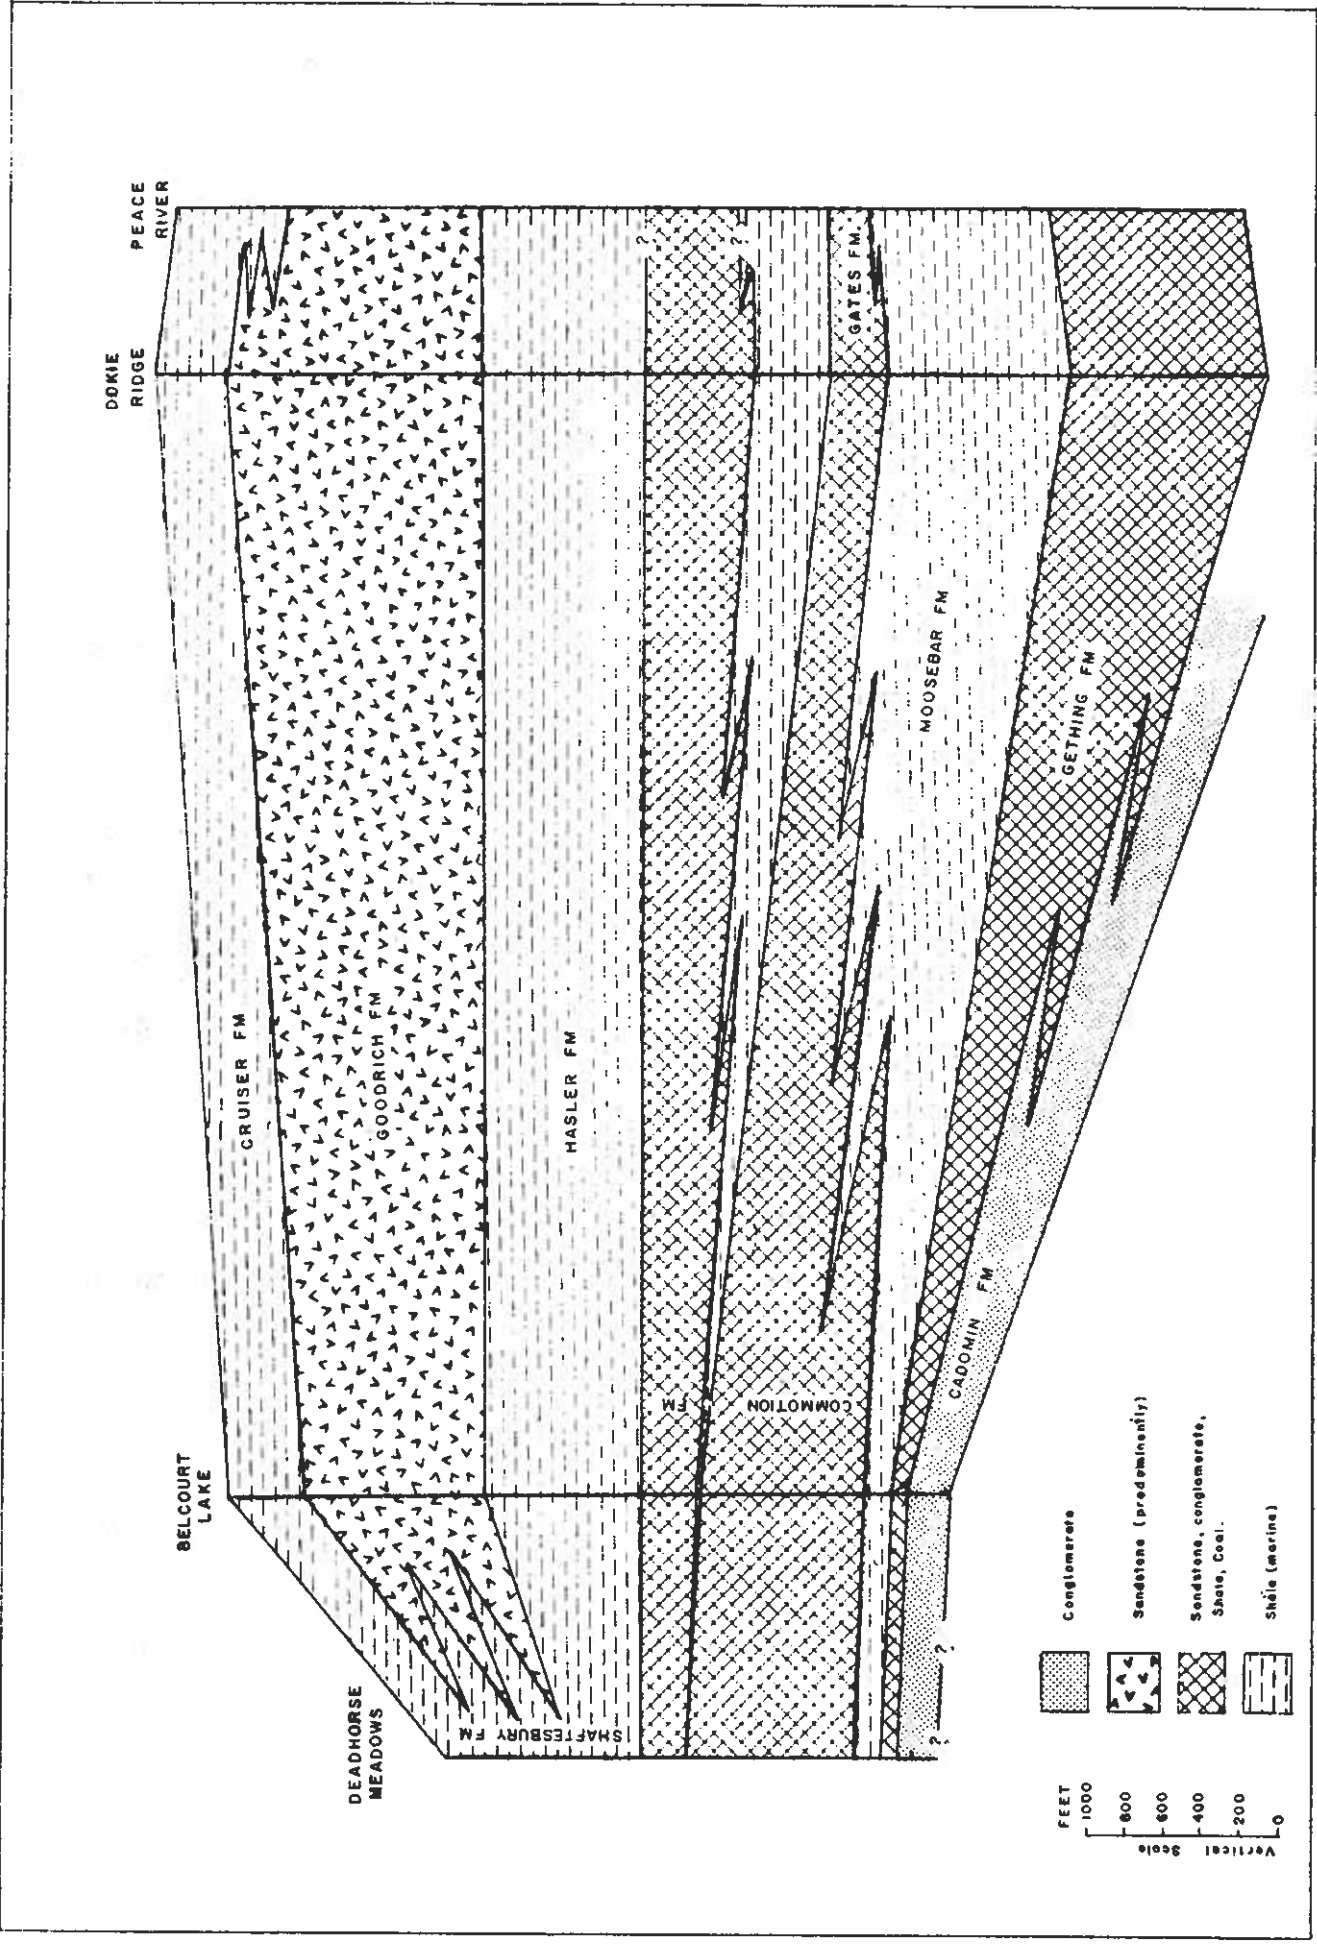 DEADHORSE
MEADOWS
BELCOURT
LAKE
DOKIE
RIDGE
PEACE
RIVER
CRUISER FM
GOODRICH FM
HASLER FM
SHAFTESBURY FM
FM
COMMOTION
GATES FM.
MOOSEBAR FM
GETHING FM
CADOMIN FM
?
?
?
?
FEET
1000
800
600
400
200
0
Vertical Scale
Conglomerate
Sandstone (predominently)
Sandstone, conglomerate,
Shale, Coal.
Shale (marine)